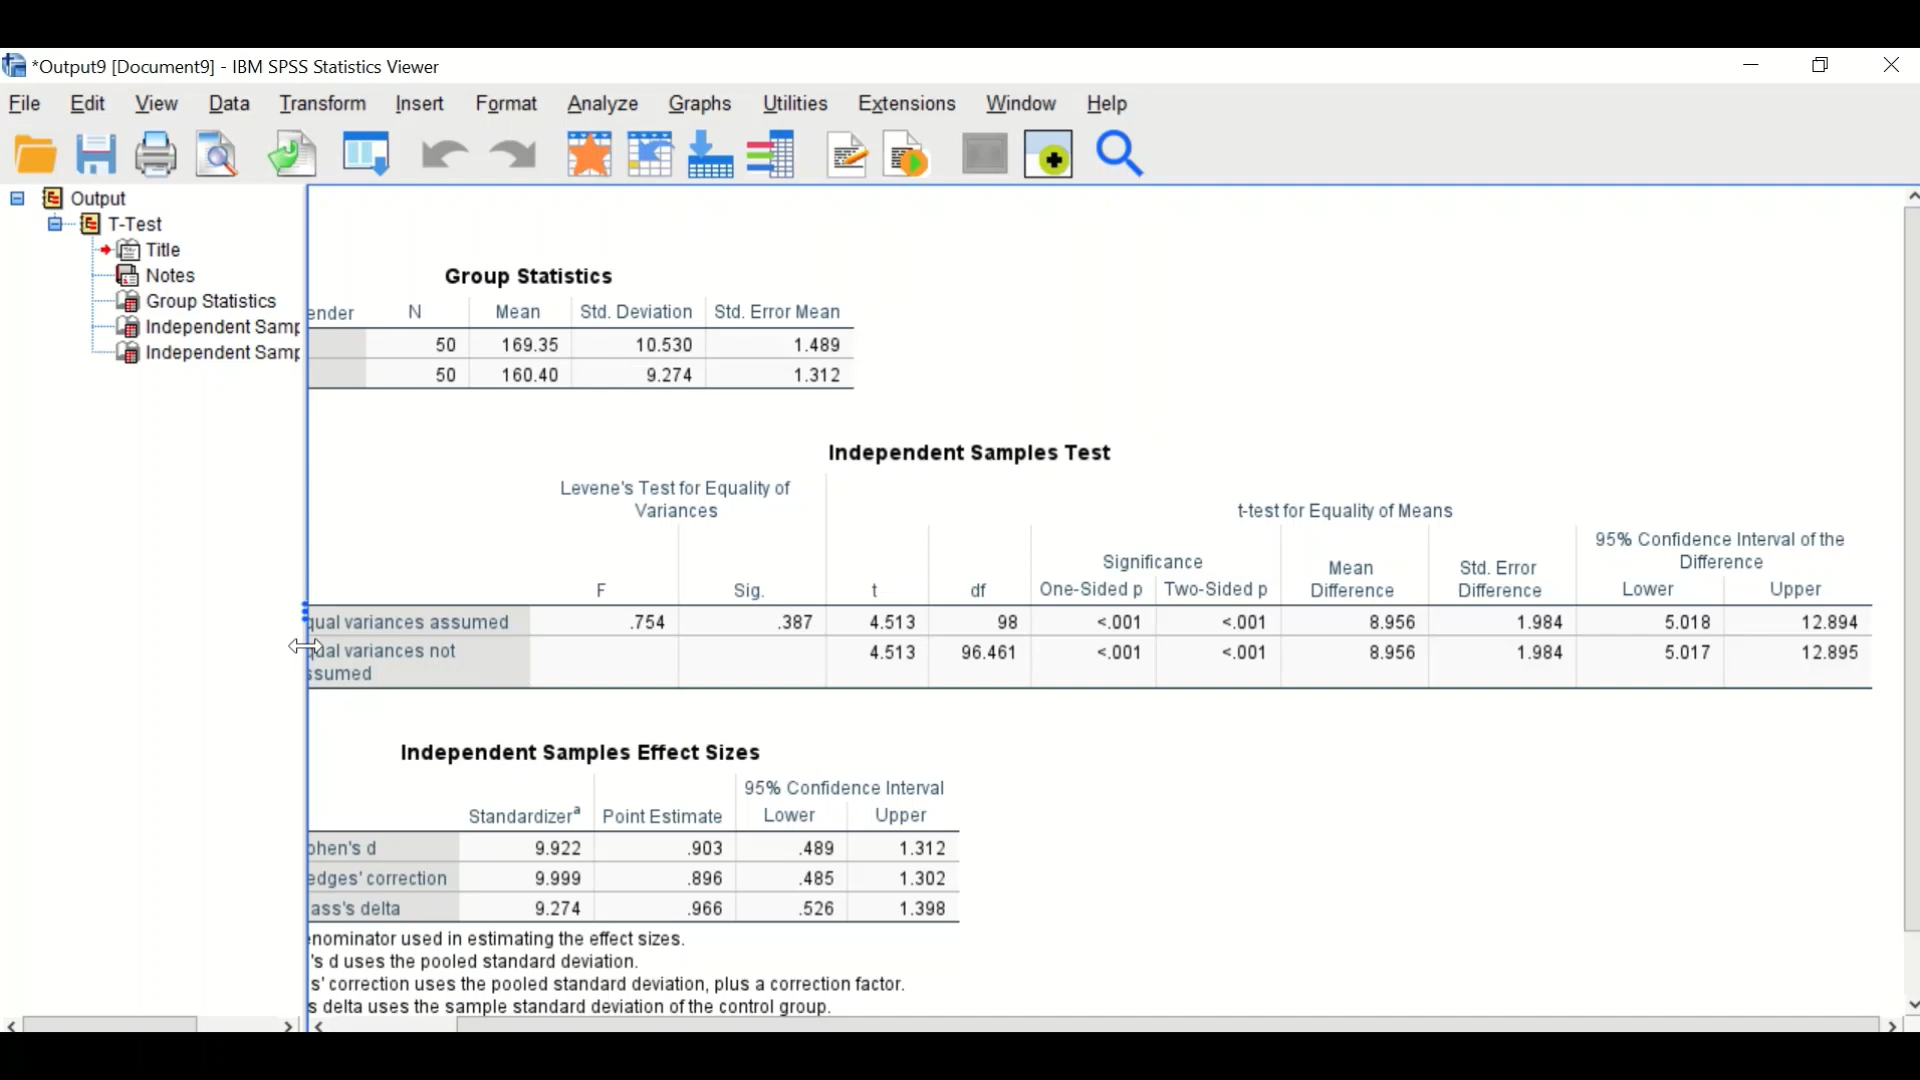 *Output9 [Document9] - IBM SPSS Statistics Viewer
File Edit View Data Transform Insert Format Analyze Graphs Utilities Extensions Window Help
Output
T-Test
Title
Notes
Group Statistics
Independent Samp
Independent Samp
Group Statistics
ender N Mean Std. Deviation Std. Error Mean
50 169.35 10.530 1.489
50 160.40 9.274 1.312
Independent Samples Test
Levene's Test for Equality of
Variances
t-test for Equality of Means
95% Confidence Interval of the
Difference
Significance
Mean
Difference
Std. Error
Difference
F Sig. t df One-Sided p Two-Sided p Lower Upper
qual variances assumed .754 .387 4.513 98 <.001 <.001 8.956 1.984 5.018 12.894
qual variances not
ssumed
4.513 96.461 <.001 <.001 8.956 1.984 5.017 12.895
Independent Samples Effect Sizes
95% Confidence Interval
Standardizerᵃ Point Estimate Lower Upper
ohen's d 9.922 .903 .489 1.312
edges' correction 9.999 .896 .485 1.302
ass's delta 9.274 .966 .526 1.398
enominator used in estimating the effect sizes.
's d uses the pooled standard deviation.
s' correction uses the pooled standard deviation, plus a correction factor.
s delta uses the sample standard deviation of the control group.